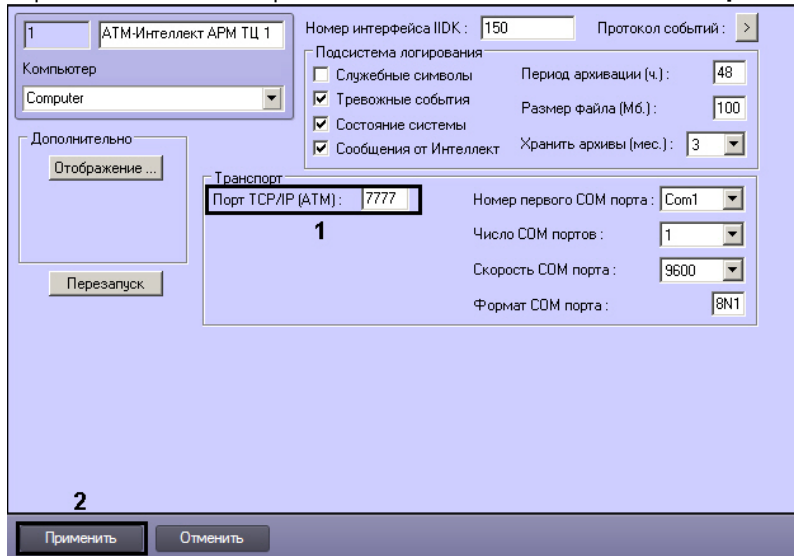 1 АТМ-Интеллект АРМ ТЦ 1
Номер интерфейса IIDK : 150 Протокол событий : >
Компьютер
Computer
Подсистема логирования
Служебные символы Период архивации (ч.) : 48
Тревожные события Размер файла (Мб.) : 100
Состояние системы
Сообщения от Интеллект Хранить архивы (мес.) : 3
Дополнительно
Отображение ...
Перезапуск
Транспорт
Порт TCP/IP (ATM) : 7777 Номер первого COM порта : Com1
1
Число COM портов : 1
Скорость COM порта : 9600
Формат COM порта : 8N1
2
Применить Отменить